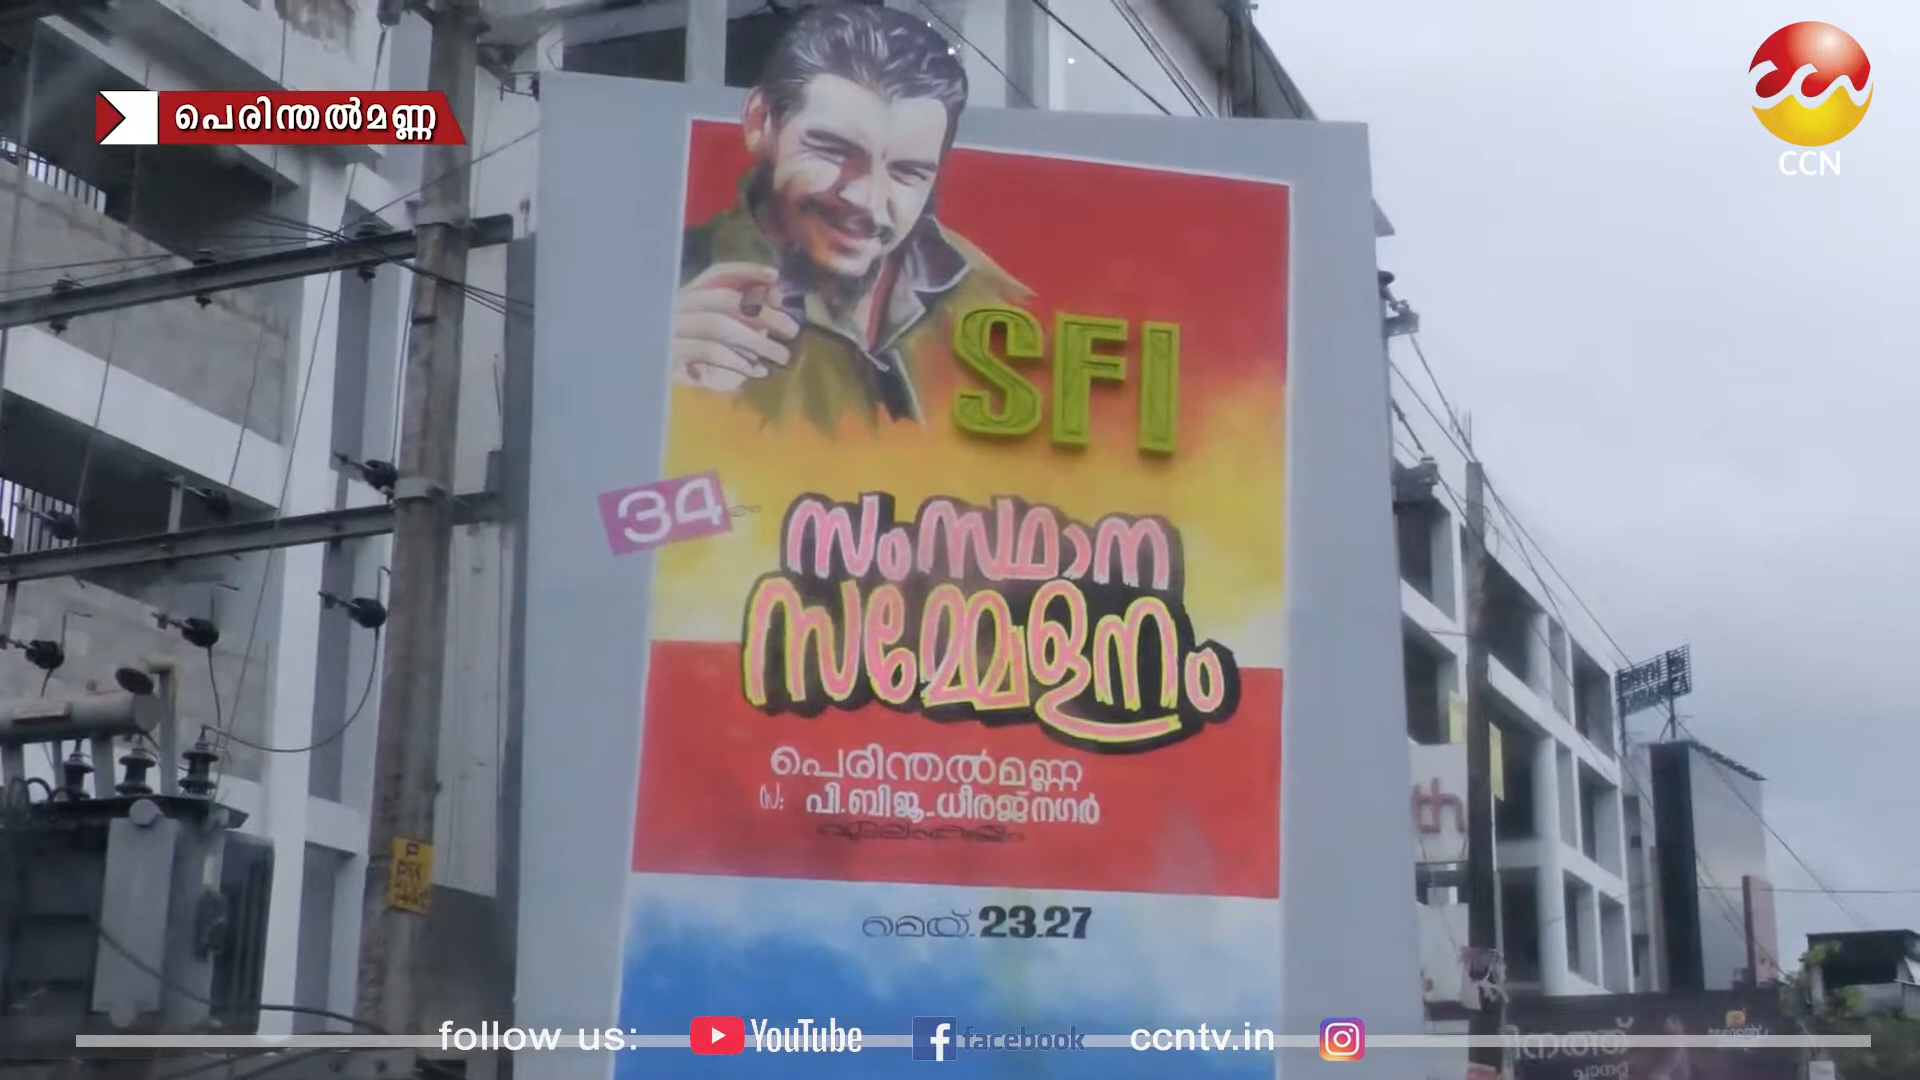 പെരിന്തൽമണ്ണ
CCN
SFI
34
സംസ്ഥാന
സമ്മേളനം
പെരിന്തൽമണ്ണ
സ: പി.ബിജു-ധീരജ്നഗർ
മെയ്.23.27
follow us: YouTube facebook ccntv.in